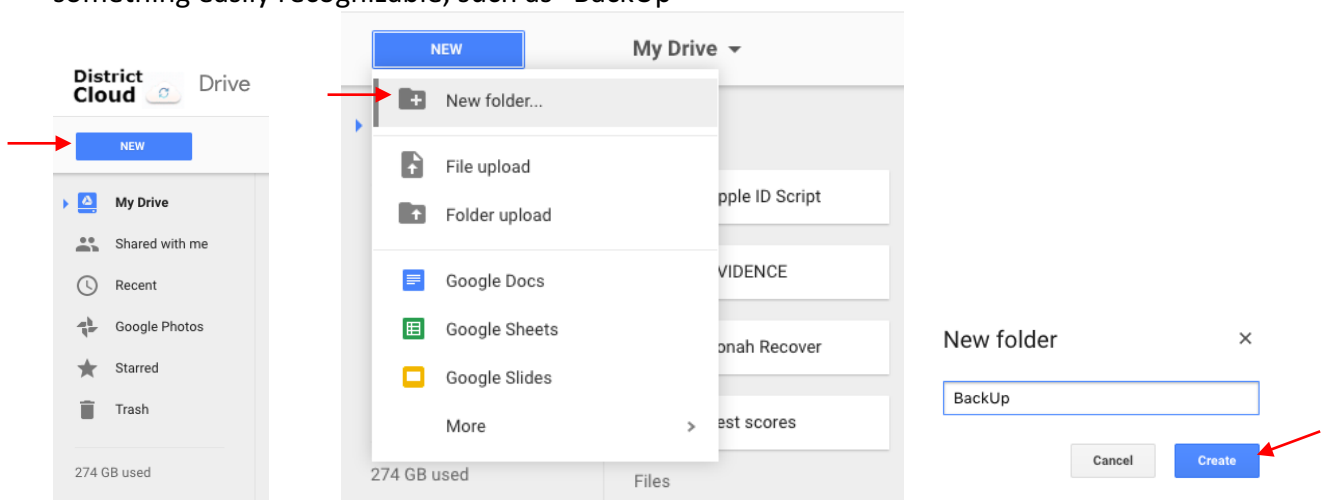 something easily recognizable, such as "BackUp"
District
Cloud
Drive
NEW
My Drive
Shared with me
Recent
Google Photos
Starred
Trash
274 GB used
NEW
My Drive
New folder...
File upload
Folder upload
Google Docs
Google Sheets
Google Slides
More
pple ID Script
VIDENCE
onah Recover
est scores
274 GB used
Files
New folder
BackUp
Cancel
Create